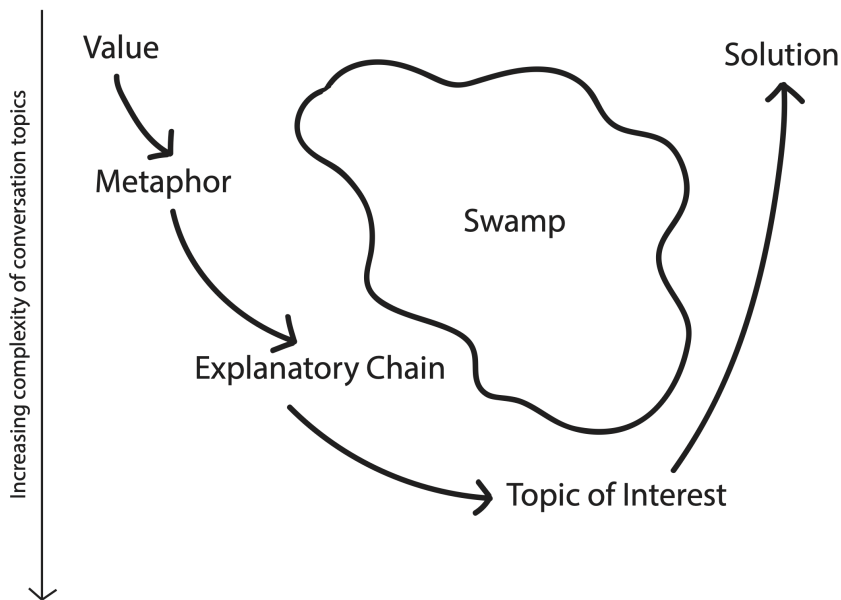 Increasing complexity of conversation topics
Value
Solution
Metaphor
Swamp
Explanatory Chain
Topic of Interest